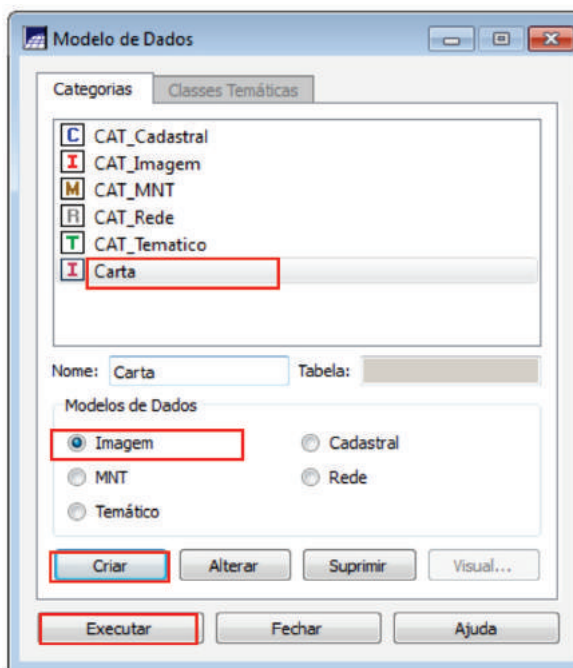 Modelo de Dados
Categorias Classes Temáticas
C CAT_Cadastral
I CAT_Imagem
M CAT_MNT
R CAT_Rede
T CAT_Tematico
I Carta
Nome: Carta Tabela:
Modelos de Dados
Imagem Cadastral
MNT Rede
Temático
Criar Alterar Suprimir Visual...
Executar Fechar Ajuda